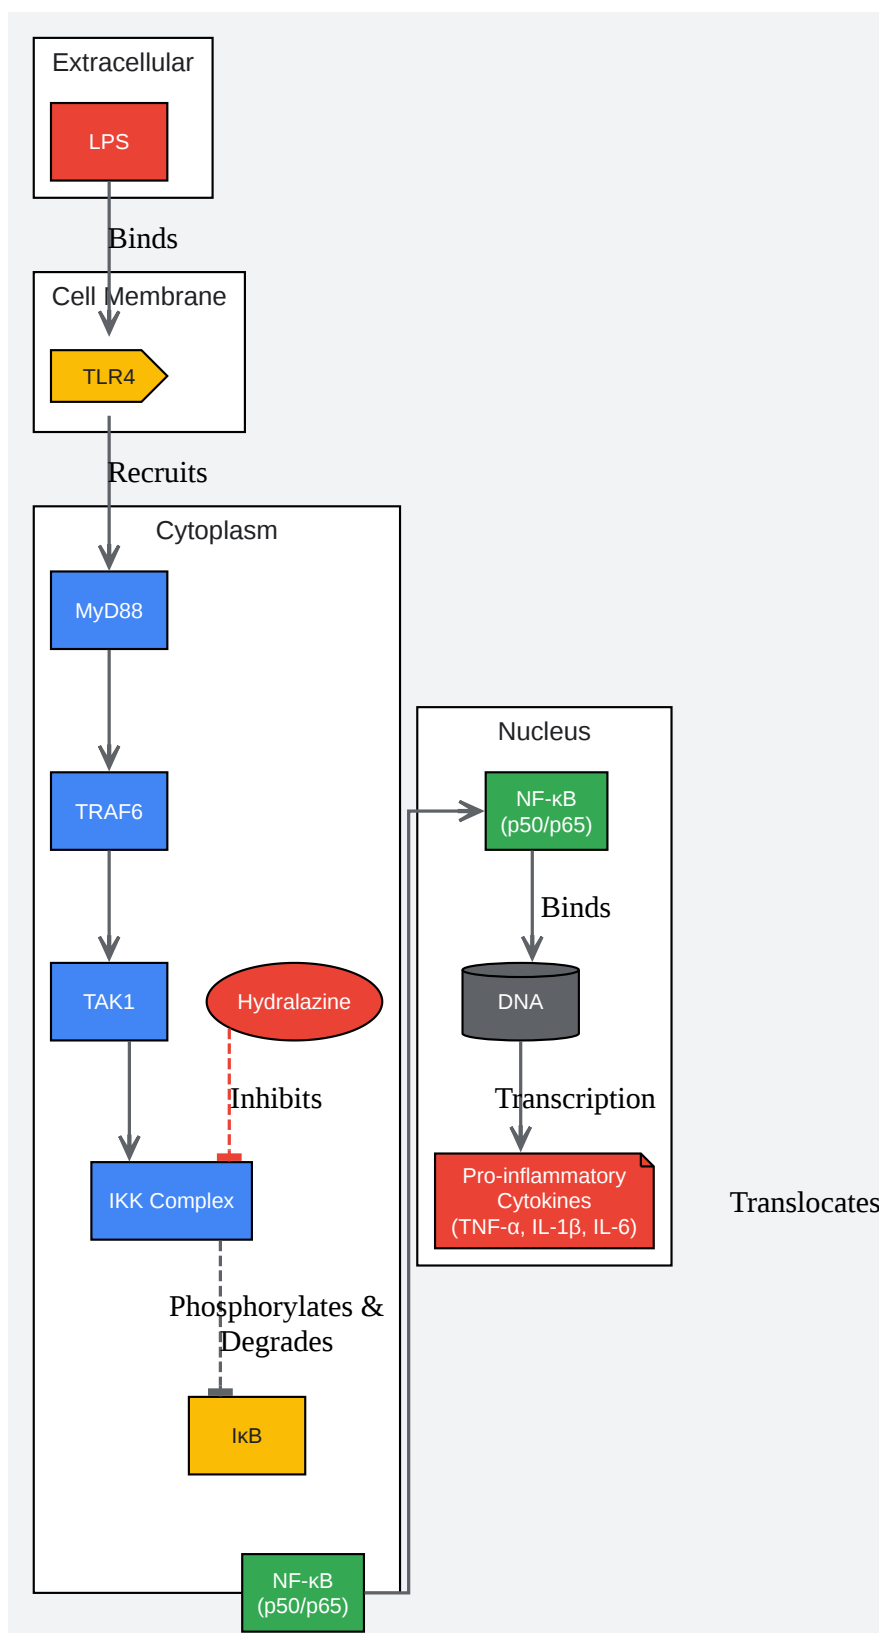 Extracellular
LPS
Binds
Cell Membrane
TLR4
Recruits
Cytoplasm
MyD88
TRAF6
TAK1
Hydralazine
Inhibits
IKK Complex
Phosphorylates &
Degrades
IκB
NF-κB
(p50/p65)
Nucleus
NF-κB
(p50/p65)
Binds
DNA
Transcription
Pro-inflammatory
Cytokines
(TNF-α, IL-1β, IL-6)
Translocates